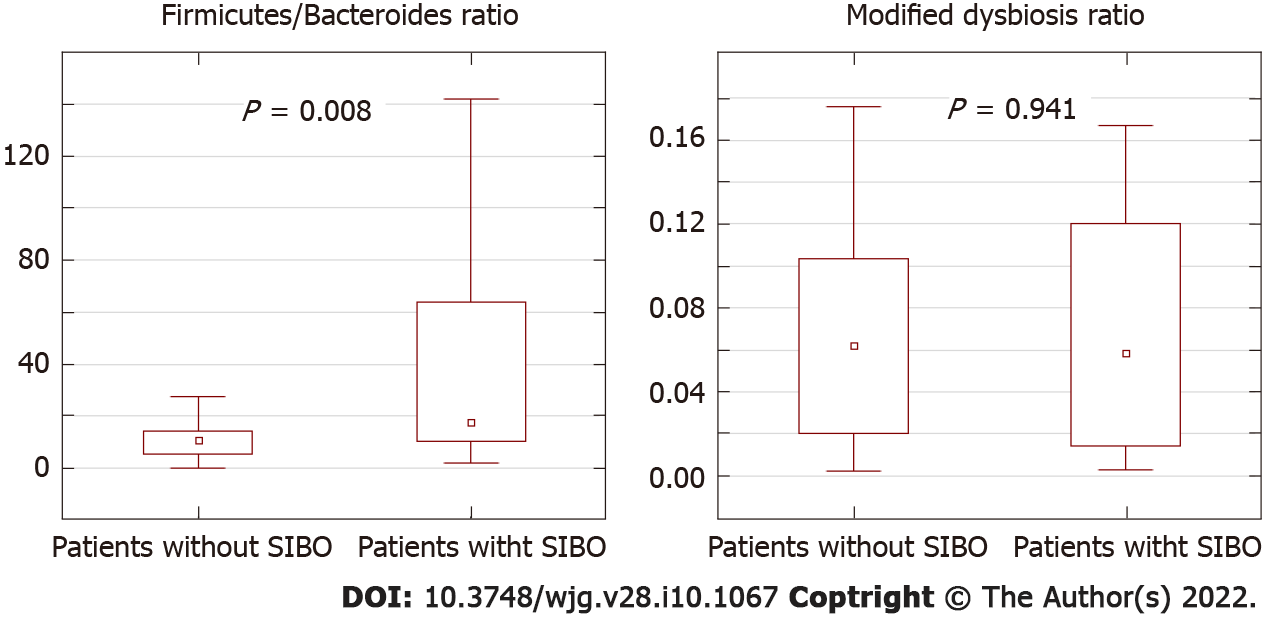 Firmicutes/Bacteroides ratio
P = 0.008
120
80
40
0
Patients without SIBO
Patients witht SIBO
Modified dysbiosis ratio
P = 0.941
0.16
0.12
0.08
0.04
0.00
Patients without SIBO
Patients witht SIBO
DOI: 10.3748/wjg.v28.i10.1067 Coptright © The Author(s) 2022.